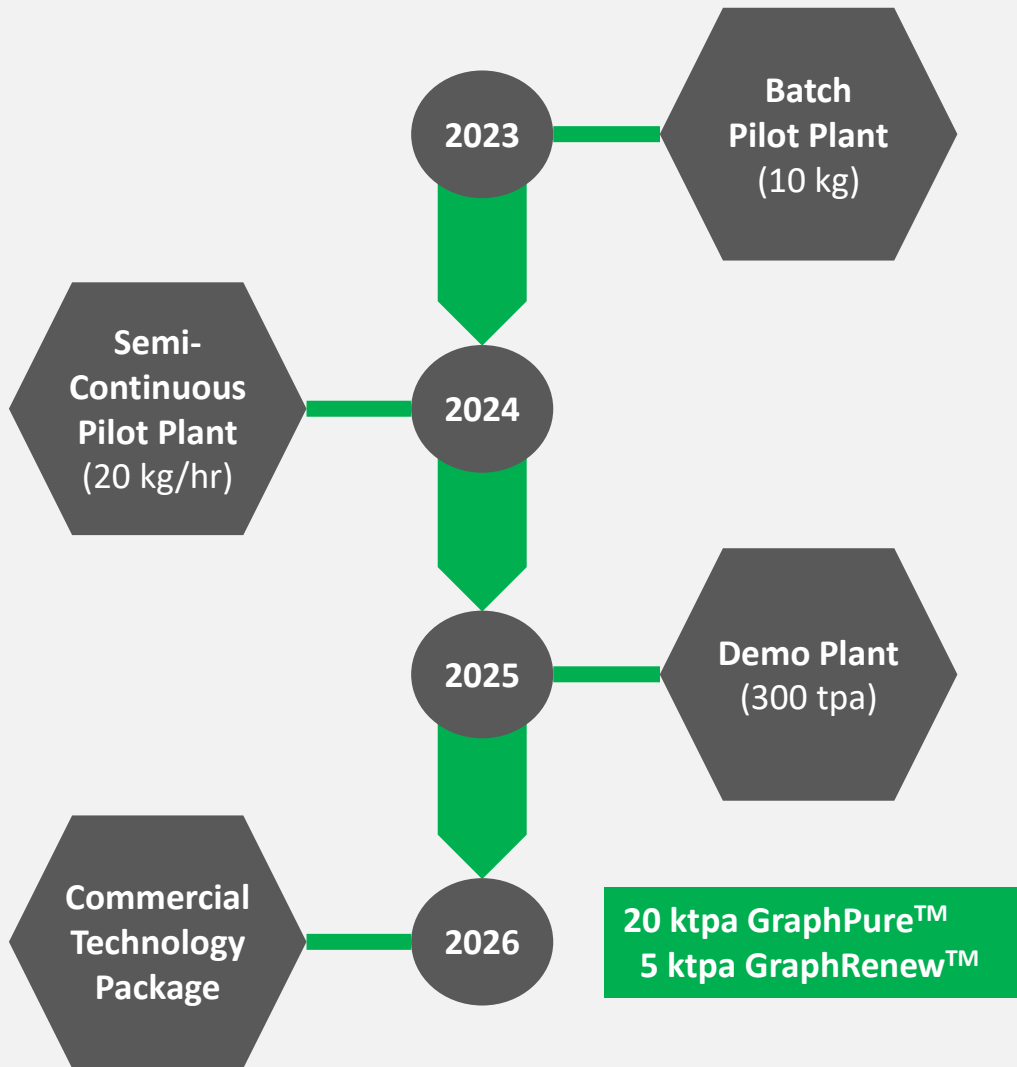 2023
Batch
Pilot Plant
(10 kg)
Semi-
Continuous
Pilot Plant
(20 kg/hr)
2024
2025
Demo Plant
(300 tpa)
Commercial
Technology
Package
2026
20 ktpa GraphPure™
5 ktpa GraphRenew™